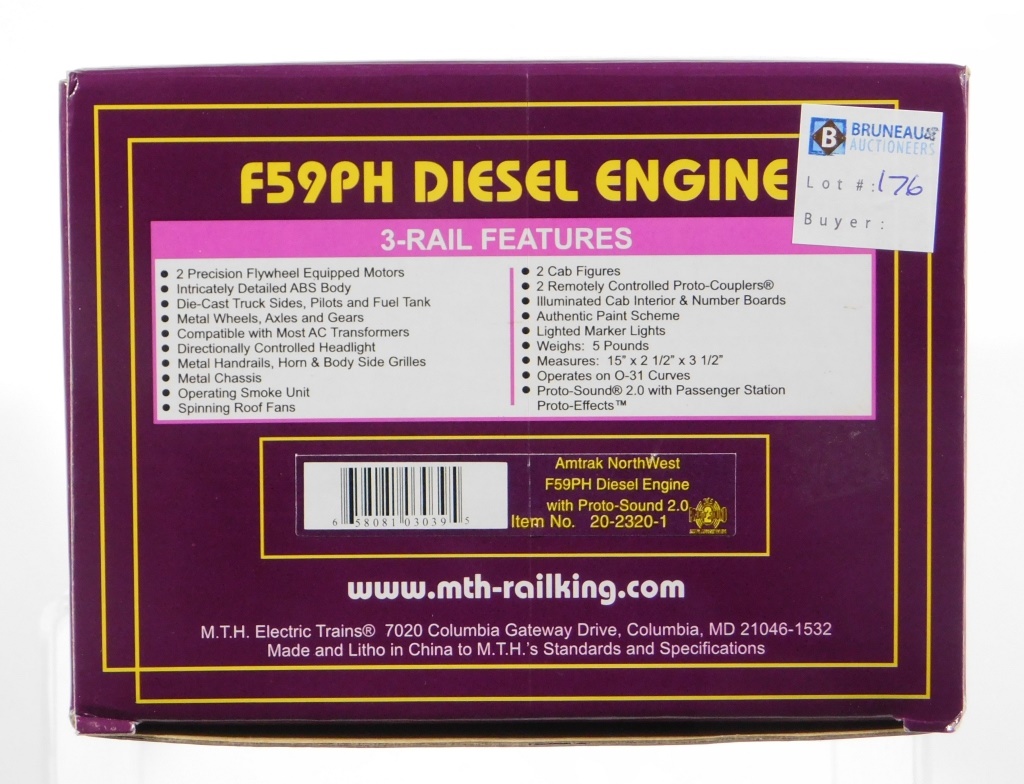 F59PH DIESEL ENGINE
B BRUNEAU &
AUCTIONEERS
Lot #: 176
Buyer:
3-RAIL FEATURES
• 2 Precision Flywheel Equipped Motors
• Intricately Detailed ABS Body
• Die-Cast Truck Sides, Pilots and Fuel Tank
• Metal Wheels, Axles and Gears
• Compatible with Most AC Transformers
• Directionally Controlled Headlight
• Metal Handrails, Horn & Body Side Grilles
• Metal Chassis
• Operating Smoke Unit
• Spinning Roof Fans
• 2 Cab Figures
• 2 Remotely Controlled Proto-Couplers®
• Illuminated Cab Interior & Number Boards
• Authentic Paint Scheme
• Lighted Marker Lights
• Weighs: 5 Pounds
• Measures: 15" x 2 1/2" x 3 1/2"
• Operates on O-31 Curves
• Proto-Sound® 2.0 with Passenger Station
Proto-Effects™
6 58081 03039 5
Amtrak NorthWest
F59PH Diesel Engine
with Proto-Sound 2.0
Item No. 20-2320-1
2
www.mth-railking.com
M.T.H. Electric Trains® 7020 Columbia Gateway Drive, Columbia, MD 21046-1532
Made and Litho in China to M.T.H.'s Standards and Specifications